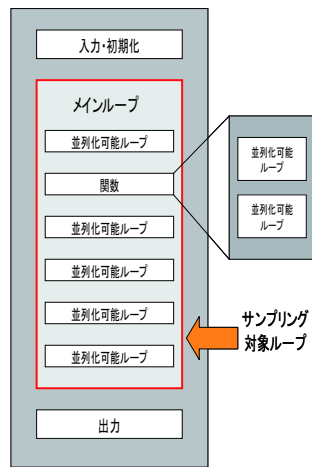 入力・初期化
メインループ
並列化可能ループ
関数
並列化可能ループ
並列化可能ループ
並列化可能ループ
並列化可能ループ
出力
並列化可能
ループ
並列化可能
ループ
サンプリング
対象ループ